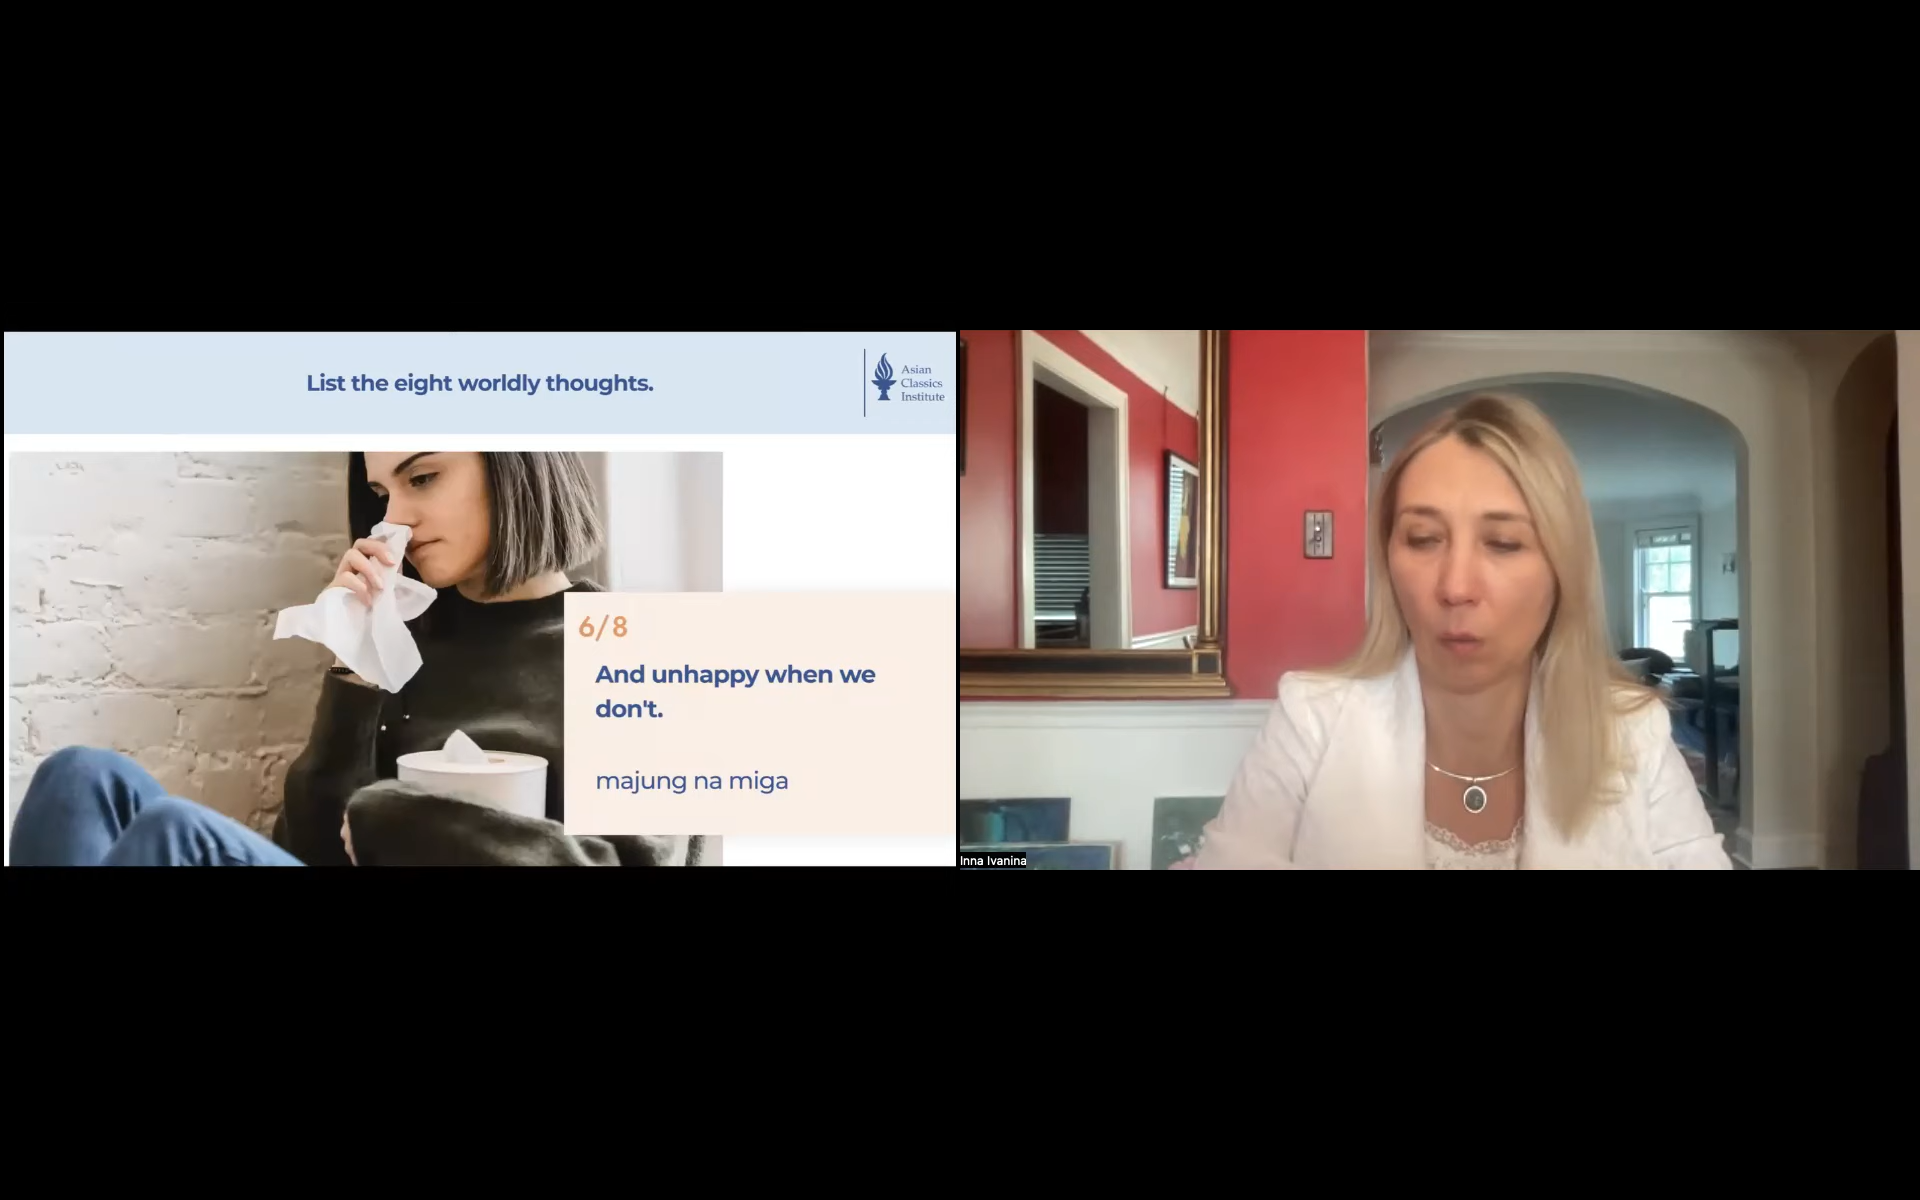 List the eight worldly thoughts.
Asian
Classics
Institute
6/8
And unhappy when we
don't.
majung na miga
Inna Ivanina